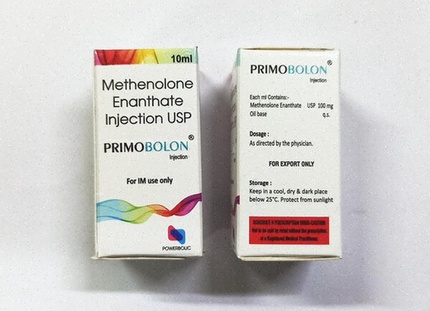 10ml
Methenolone
Enanthate
Injection USP
PRIMOBOLON®
Injection
For IM use only
POWERBOLIC
PRIMOBOLON®
Injection
Each ml Contains:-
Methenolone Enanthate USP 100 mg
Oil base q.s.
Dosage :
As directed by the physician.
FOR EXPORT ONLY
Storage :
Keep in a cool, dry & dark place
below 25°C. Protect from sunlight